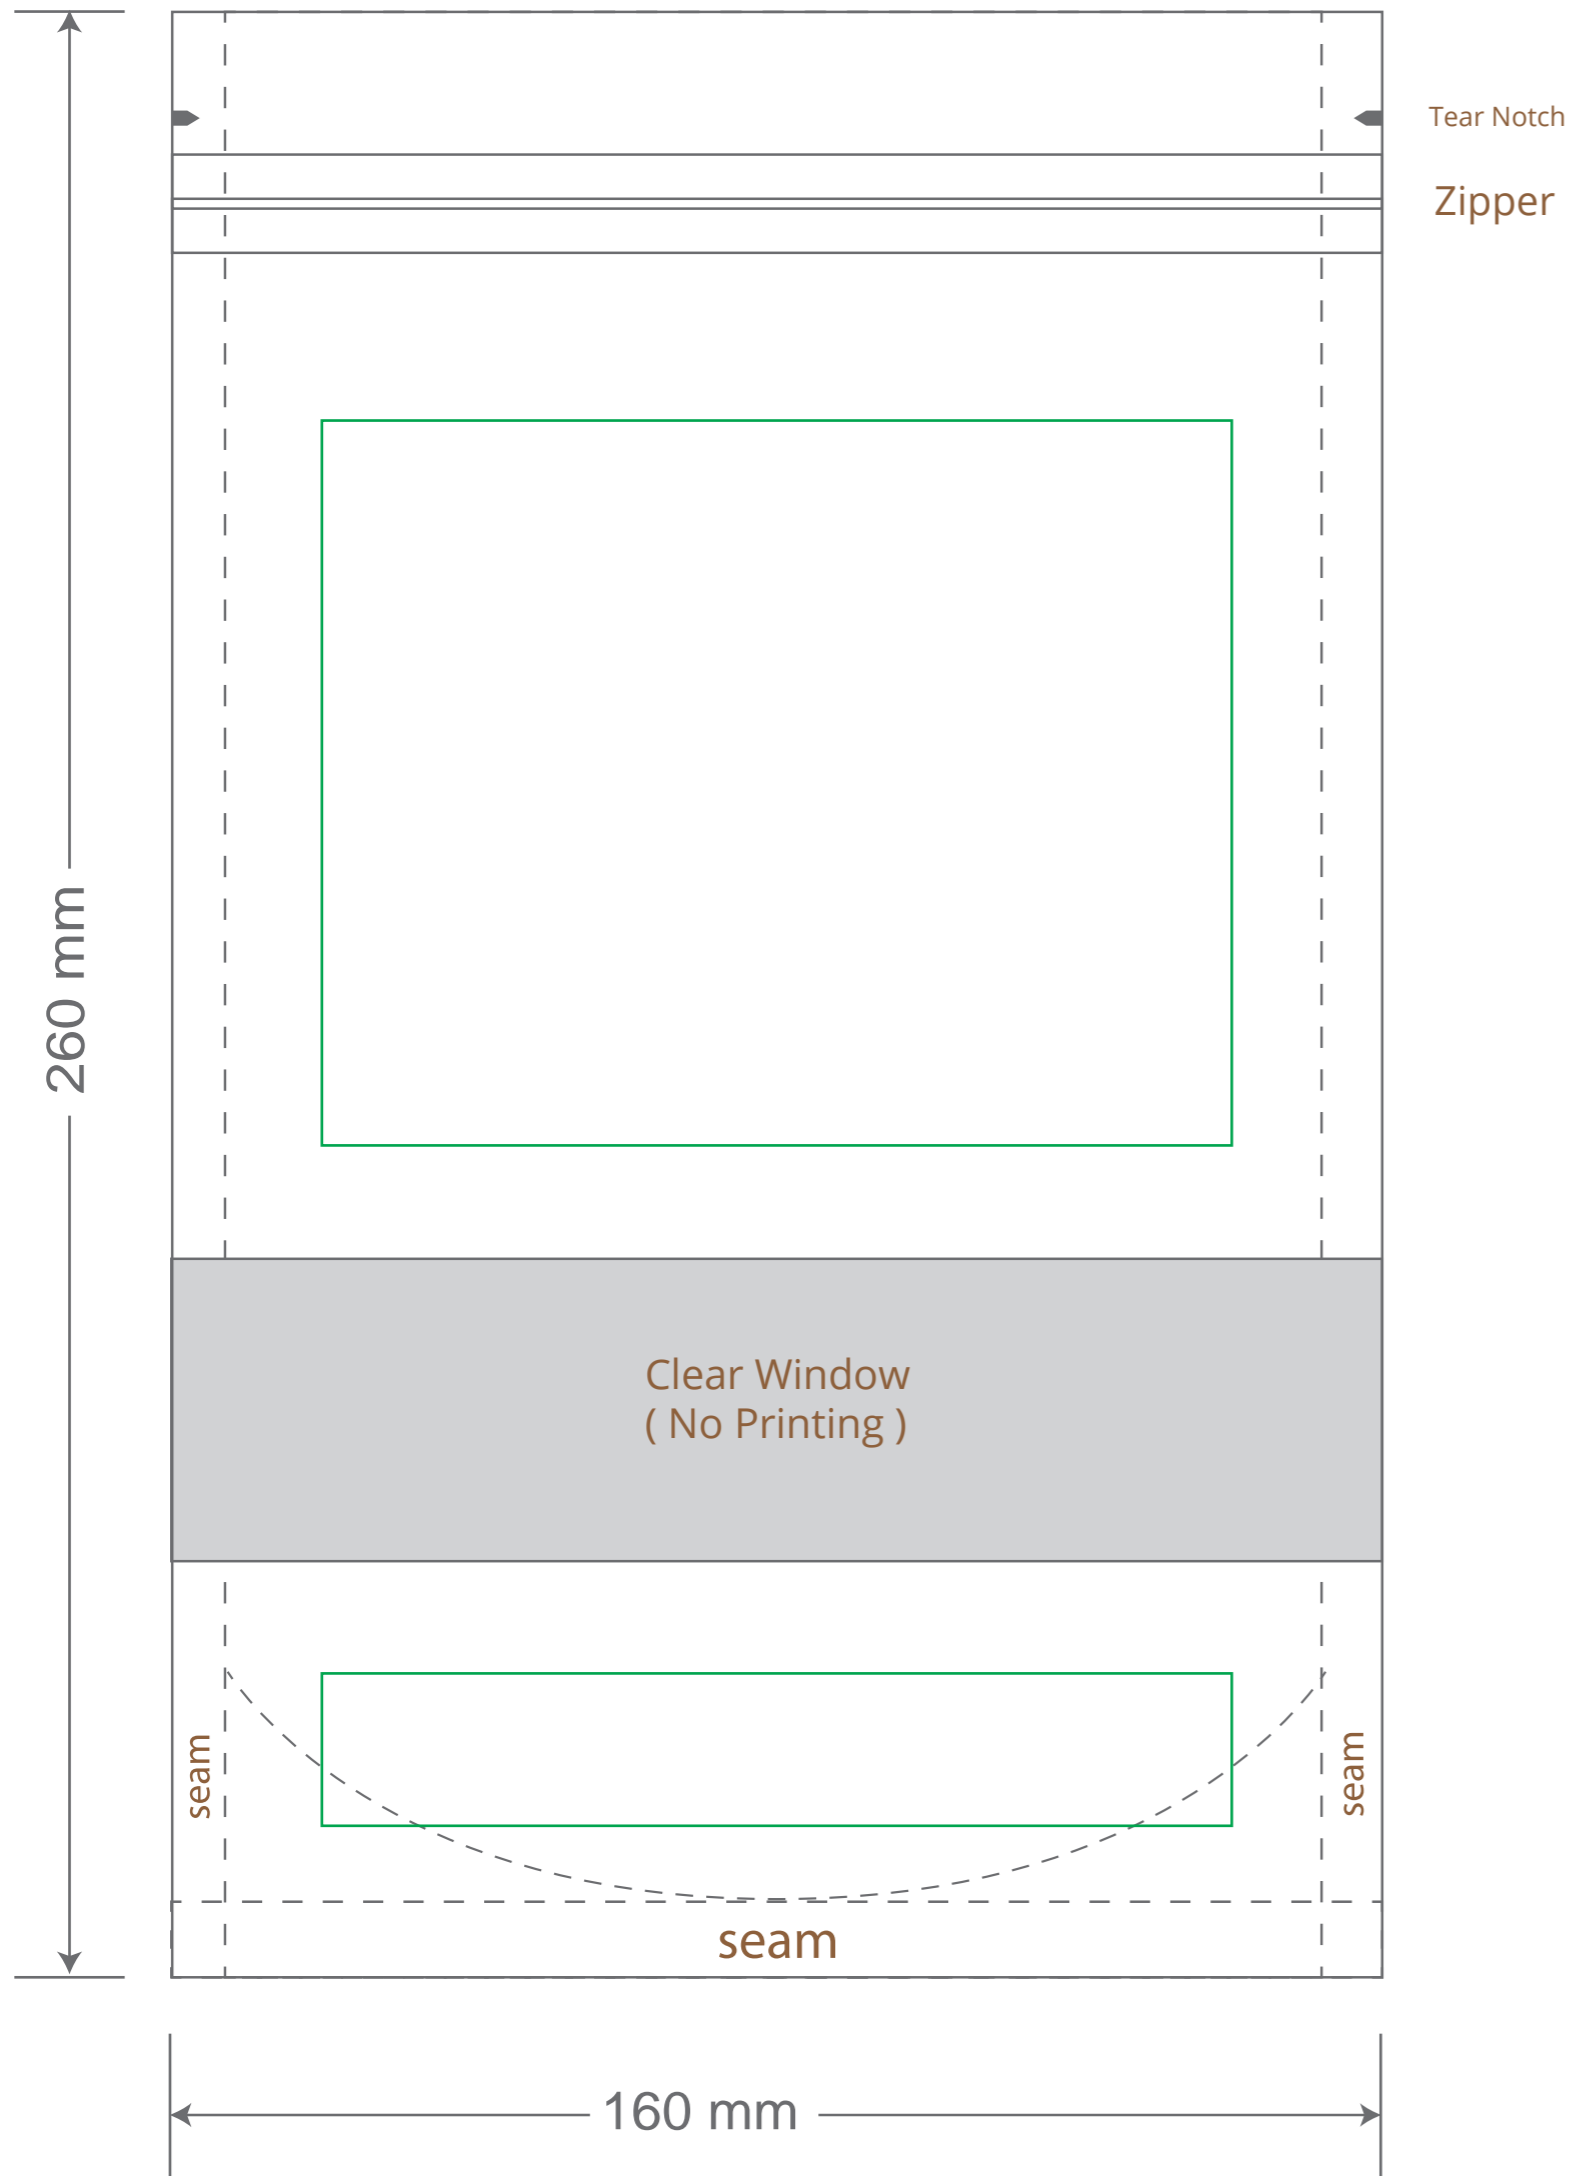 Tear Notch
Zipper
260 mm
Clear Window
( No Printing )
seam
seam
seam
160 mm